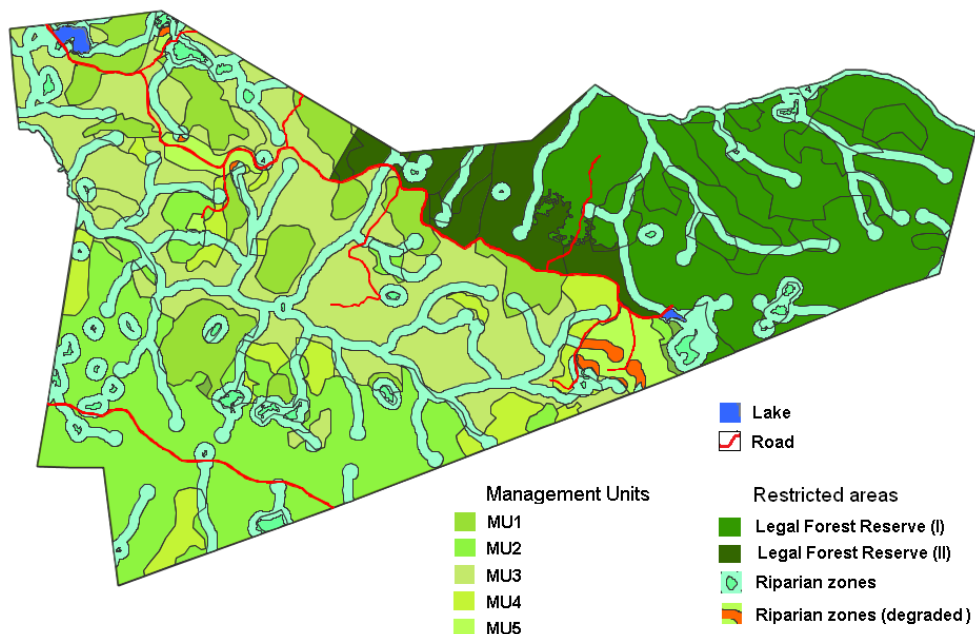 Lake
Road
Management Units
MU1
MU2
MU3
MU4
MU5
Restricted areas
Legal Forest Reserve (I)
Legal Forest Reserve (II)
Riparian zones
Riparian zones (degraded)